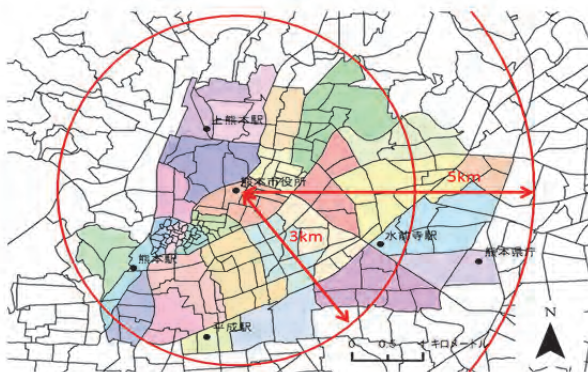 上熊本駅
熊本市役所
5km
3km
水前寺駅
熊本県庁
熊本駅
平成駅
N
0 0.5 1 キロメートル